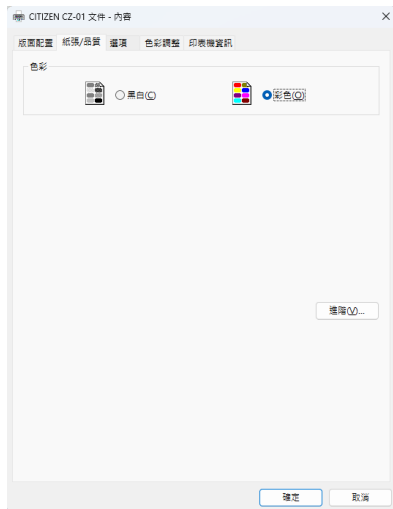 CITIZEN CZ-01 文件 - 內容
版面配置 紙張/品質 選項 色彩調整 印表機資訊
色彩
黑白(C) 彩色(O)
進階(V)...
確定 取消